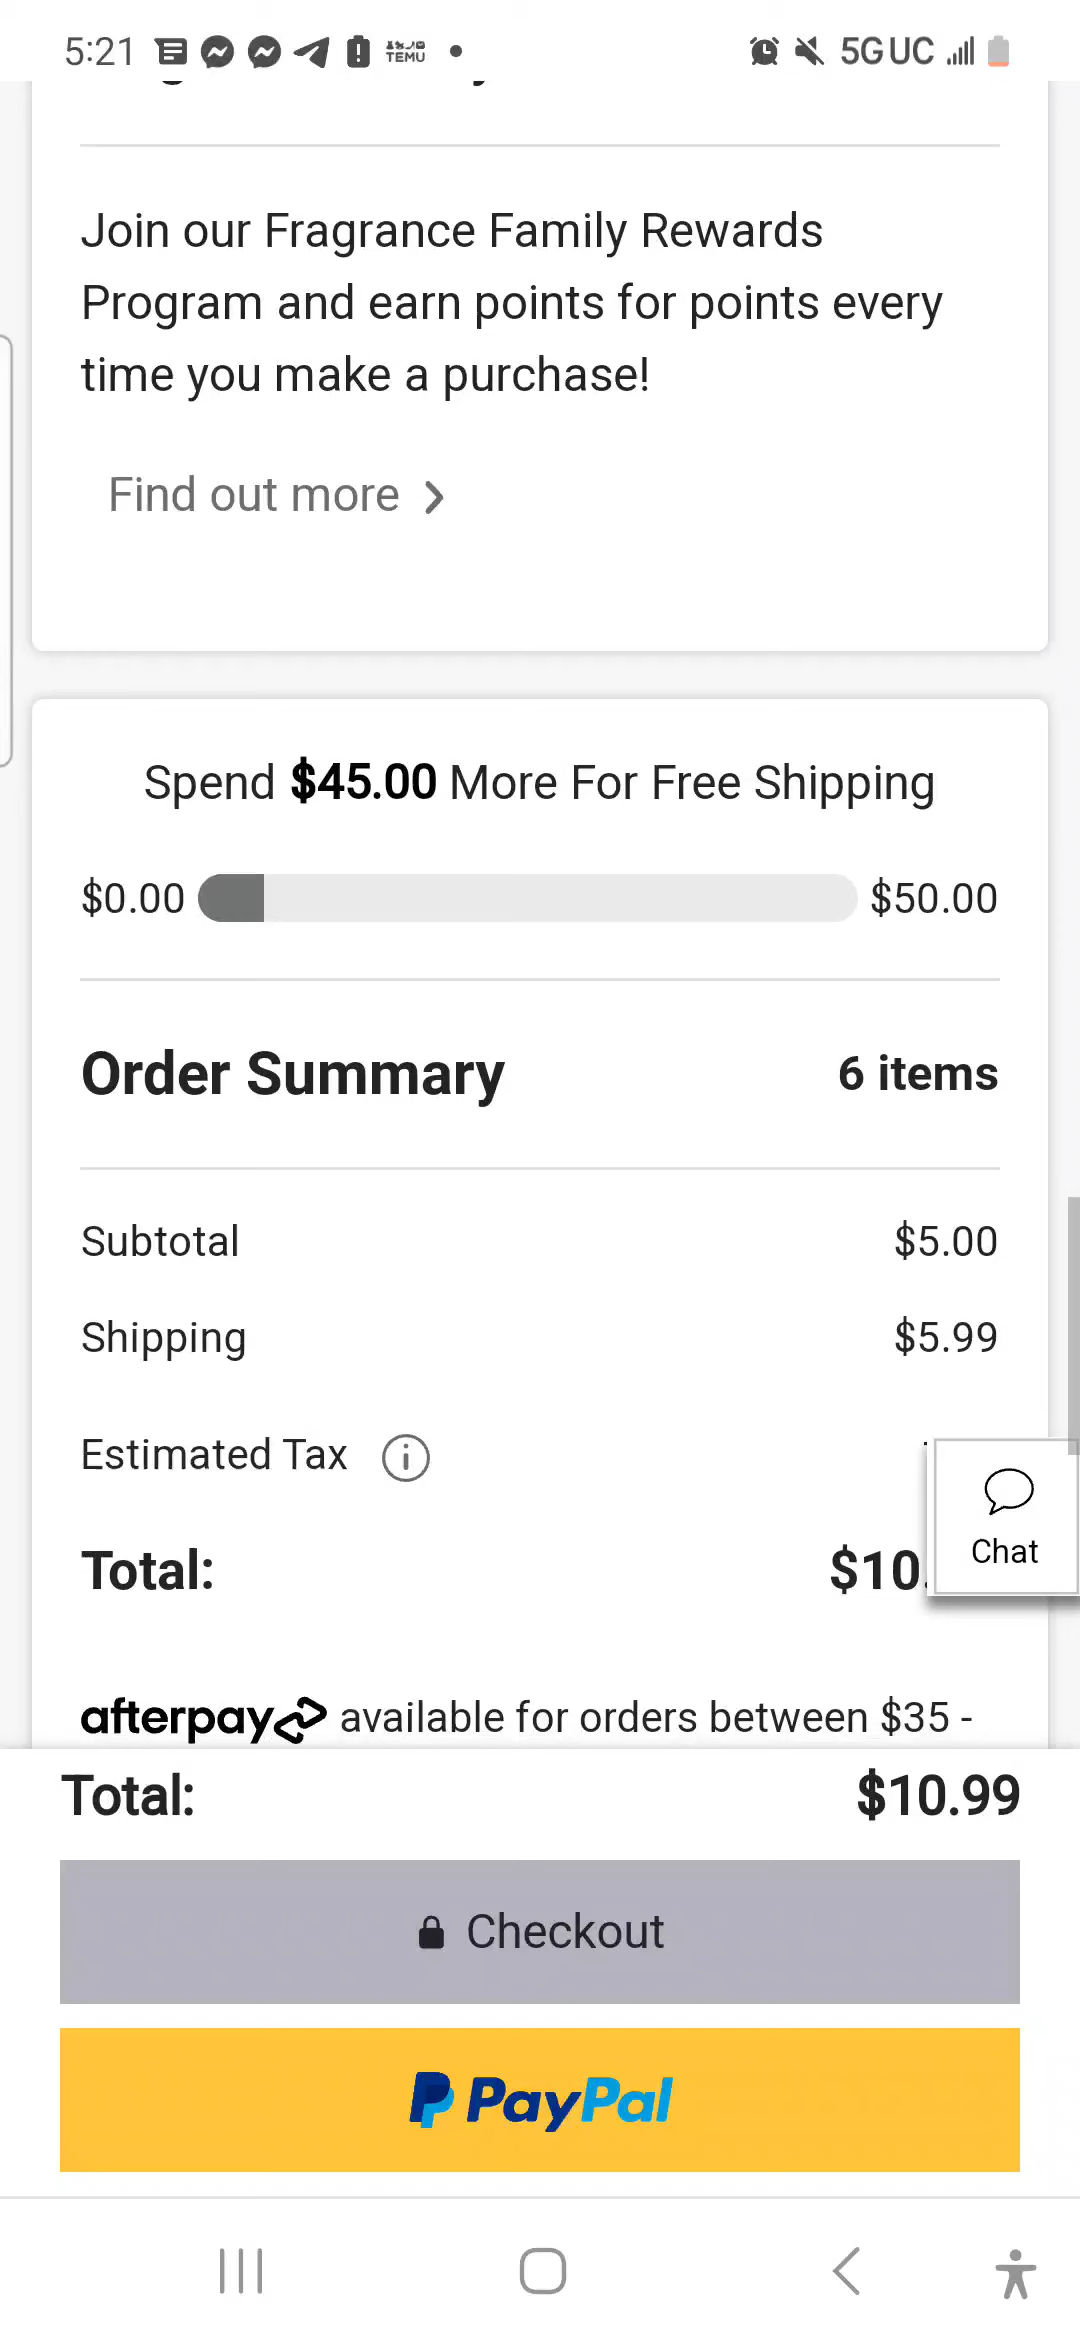 5:21 TEMU 5G UC
Join our Fragrance Family Rewards
Program and earn points for points every
time you make a purchase!
Find out more
Spend $45.00 More For Free Shipping
$0.00 $50.00
Order Summary 6 items
Subtotal $5.00
Shipping $5.99
Estimated Tax
Chat
Total: $10.
afterpay available for orders between $35 -
Total: $10.99
Checkout
PayPal